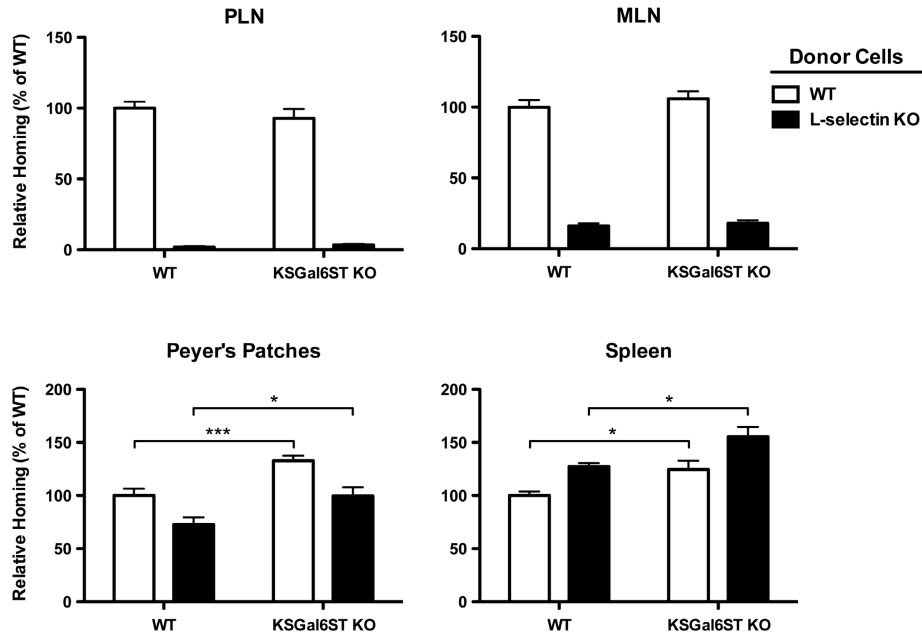 PLN
Relative Homing (% of WT)
150
100
50
0
WT
KSGal6ST KO
MLN
150
100
50
0
WT
KSGal6ST KO
Donor Cells
WT
L-selectin KO
Peyer's Patches
Relative Homing (% of WT)
200
150
100
50
0
*
***
WT
KSGal6ST KO
Spleen
200
150
100
50
0
*
*
WT
KSGal6ST KO